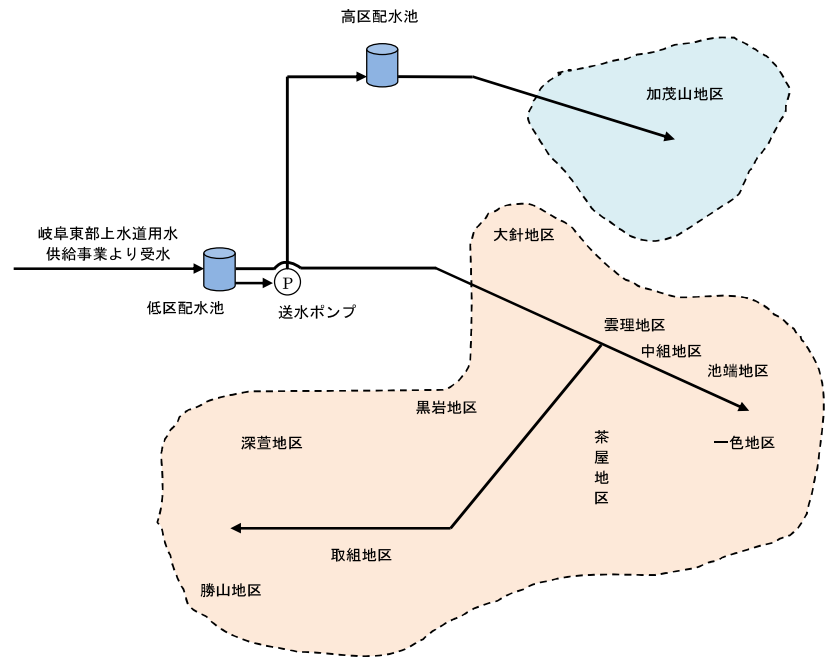 高区配水池
加茂山地区
岐阜東部上水道用水
供給事業より受水
大針地区
P
低区配水池
送水ポンプ
雲理地区
中組地区
池端地区
黒岩地区
深萱地区
茶屋地区
一色地区
取組地区
勝山地区